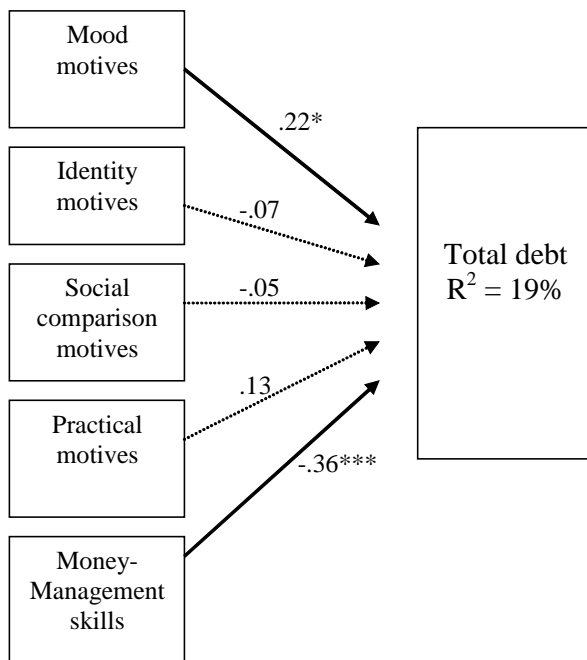 Mood
motives
.22*
Identity
motives
-.07
Social
comparison
motives
-.05
Practical
motives
.13
Money-
Management
skills
-.36***
Total debt
R² = 19%